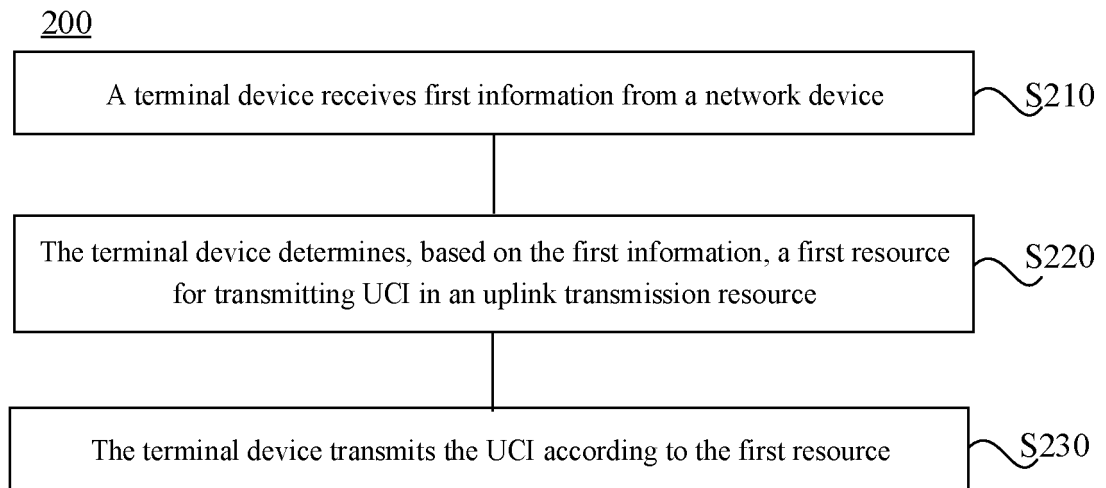 200
A terminal device receives first information from a network device
S210
The terminal device determines, based on the first information, a first resource
for transmitting UCI in an uplink transmission resource
S220
The terminal device transmits the UCI according to the first resource
S230